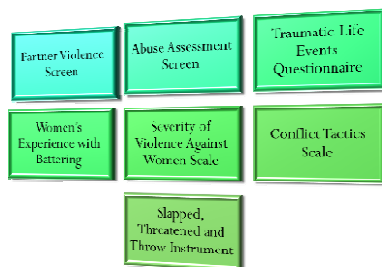 Partner Violence
Screen
Abuse Assessment
Screen
Traumatic Life
Events
Questionnaire
Women's
Experience with
Battering
Severity of
Violence Against
Women Scale
Conflict Tactics
Scale
Slapped,
Threatened and
Throw Instrument